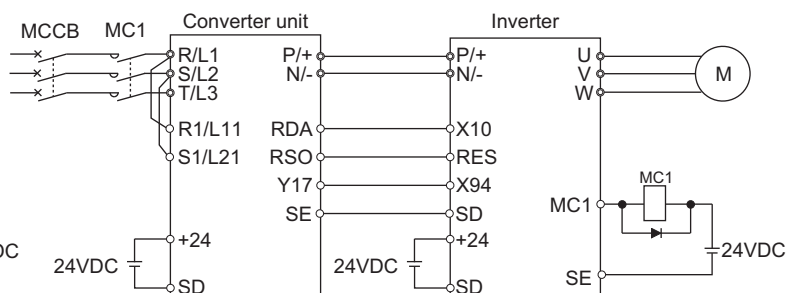 Converter unit
Inverter
MCCB
MC1
R/L1
P/+
P/+
U
S/L2
N/-
N/-
V
M
T/L3
W
R1/L11
RDA
X10
S1/L21
RSO
RES
Y17
X94
MC1
MC1
SE
SD
+24
+24
DC
24VDC
24VDC
24VDC
SE
SD
SD